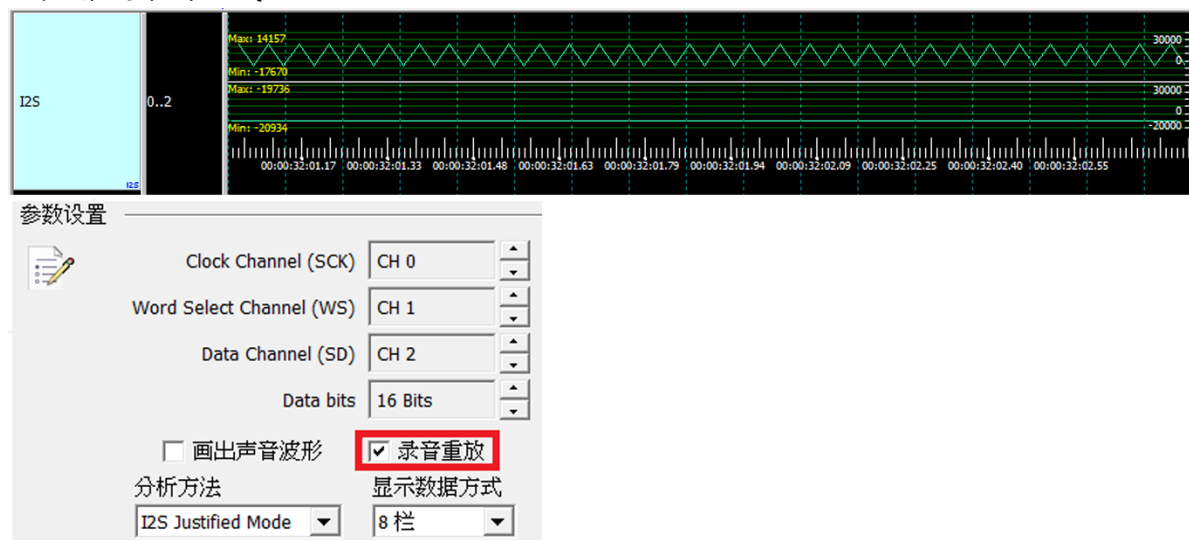 Max: 14157
30000
0
Min: -17670
Max: -19736
30000
I2S
0..2
0
Min: -20934
-20000
00:00:32:01.17 00:00:32:01.33 00:00:32:01.48 00:00:32:01.63 00:00:32:01.79 00:00:32:01.94 00:00:32:02.09 00:00:32:02.25 00:00:32:02.40 00:00:32:02.55
I2S
参数设置
Clock Channel (SCK) CH 0
Word Select Channel (WS) CH 1
Data Channel (SD) CH 2
Data bits 16 Bits
画出声音波形 录音重放
分析方法 显示数据方式
I2S Justified Mode 8 栏